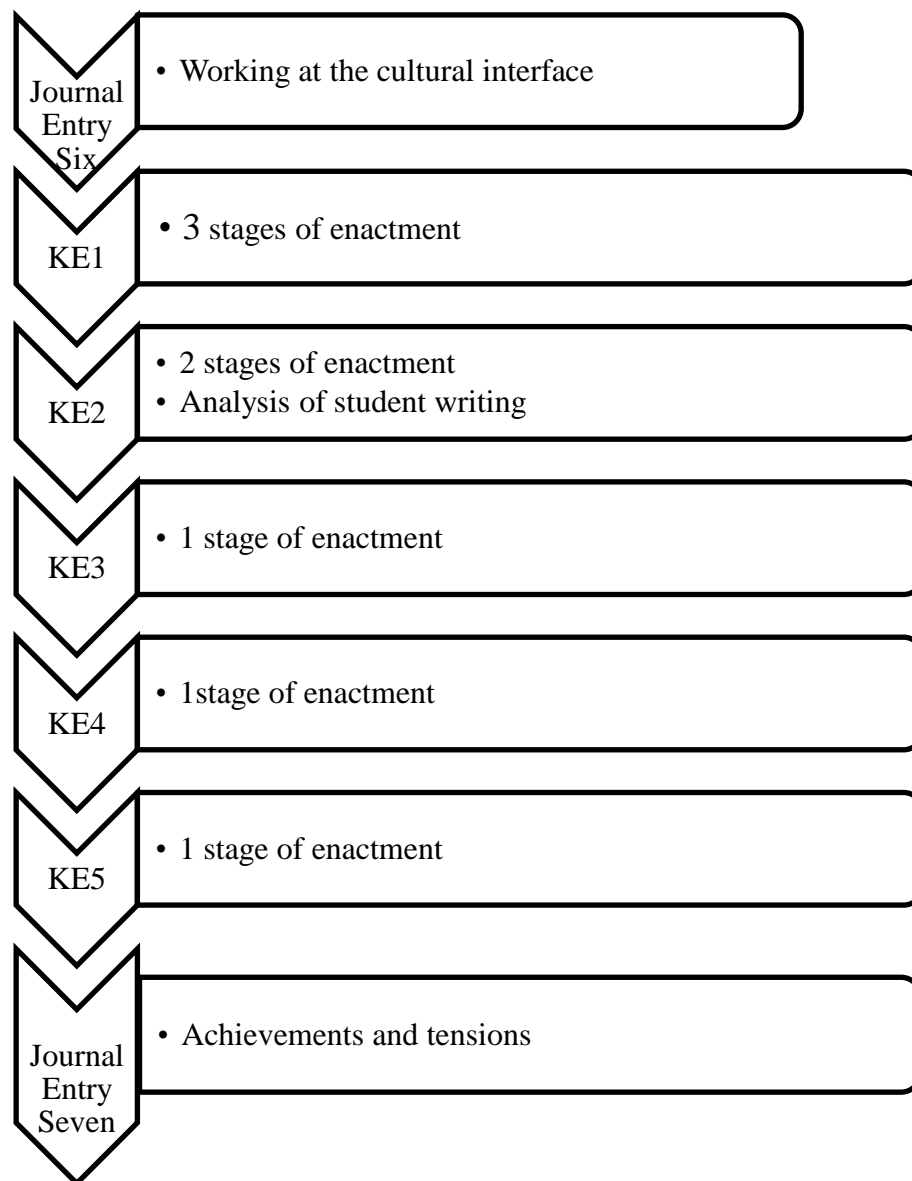 Journal
Entry
Six
• Working at the cultural interface
KE1
• 3 stages of enactment
KE2
• 2 stages of enactment
• Analysis of student writing
KE3
• 1 stage of enactment
KE4
• 1stage of enactment
KE5
• 1 stage of enactment
Journal
Entry
Seven
• Achievements and tensions